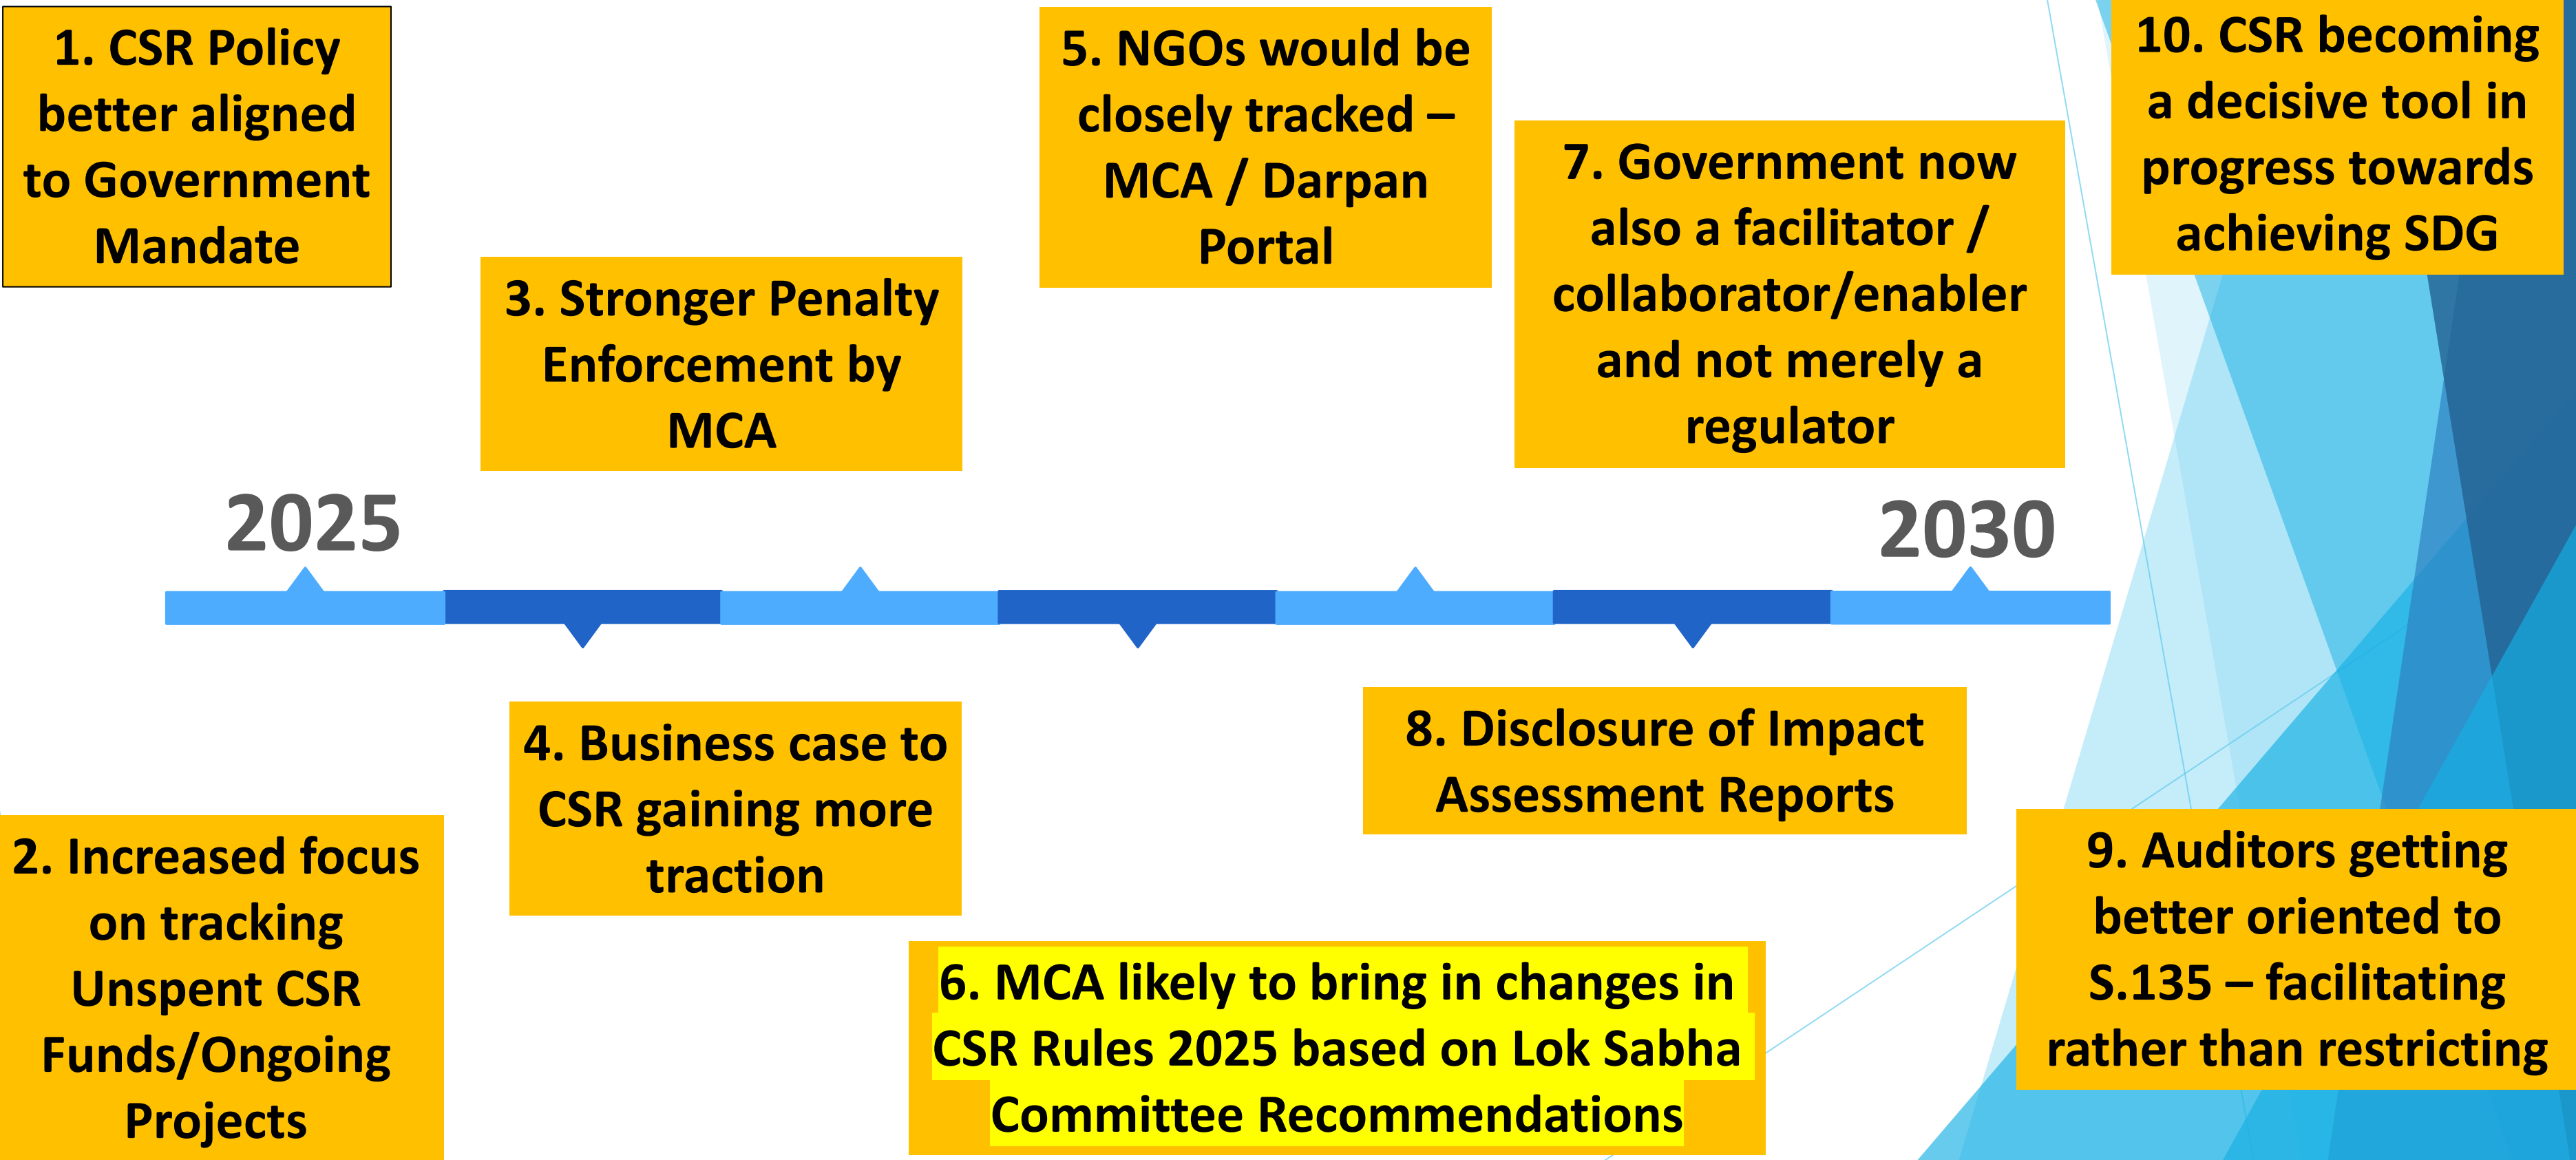 1. CSR Policy
better aligned
to Government
Mandate
2. Increased focus
on tracking
Unspent CSR
Funds/Ongoing
Projects
3. Stronger Penalty
Enforcement by
MCA
4. Business case to
CSR gaining more
traction
5. NGOs would be
closely tracked –
MCA / Darpan
Portal
6. MCA likely to bring in changes in
CSR Rules 2025 based on Lok Sabha
Committee Recommendations
7. Government now
also a facilitator /
collaborator/enabler
and not merely a
regulator
8. Disclosure of Impact
Assessment Reports
9. Auditors getting
better oriented to
S.135 – facilitating
rather than restricting
10. CSR becoming
a decisive tool in
progress towards
achieving SDG
2025
2030